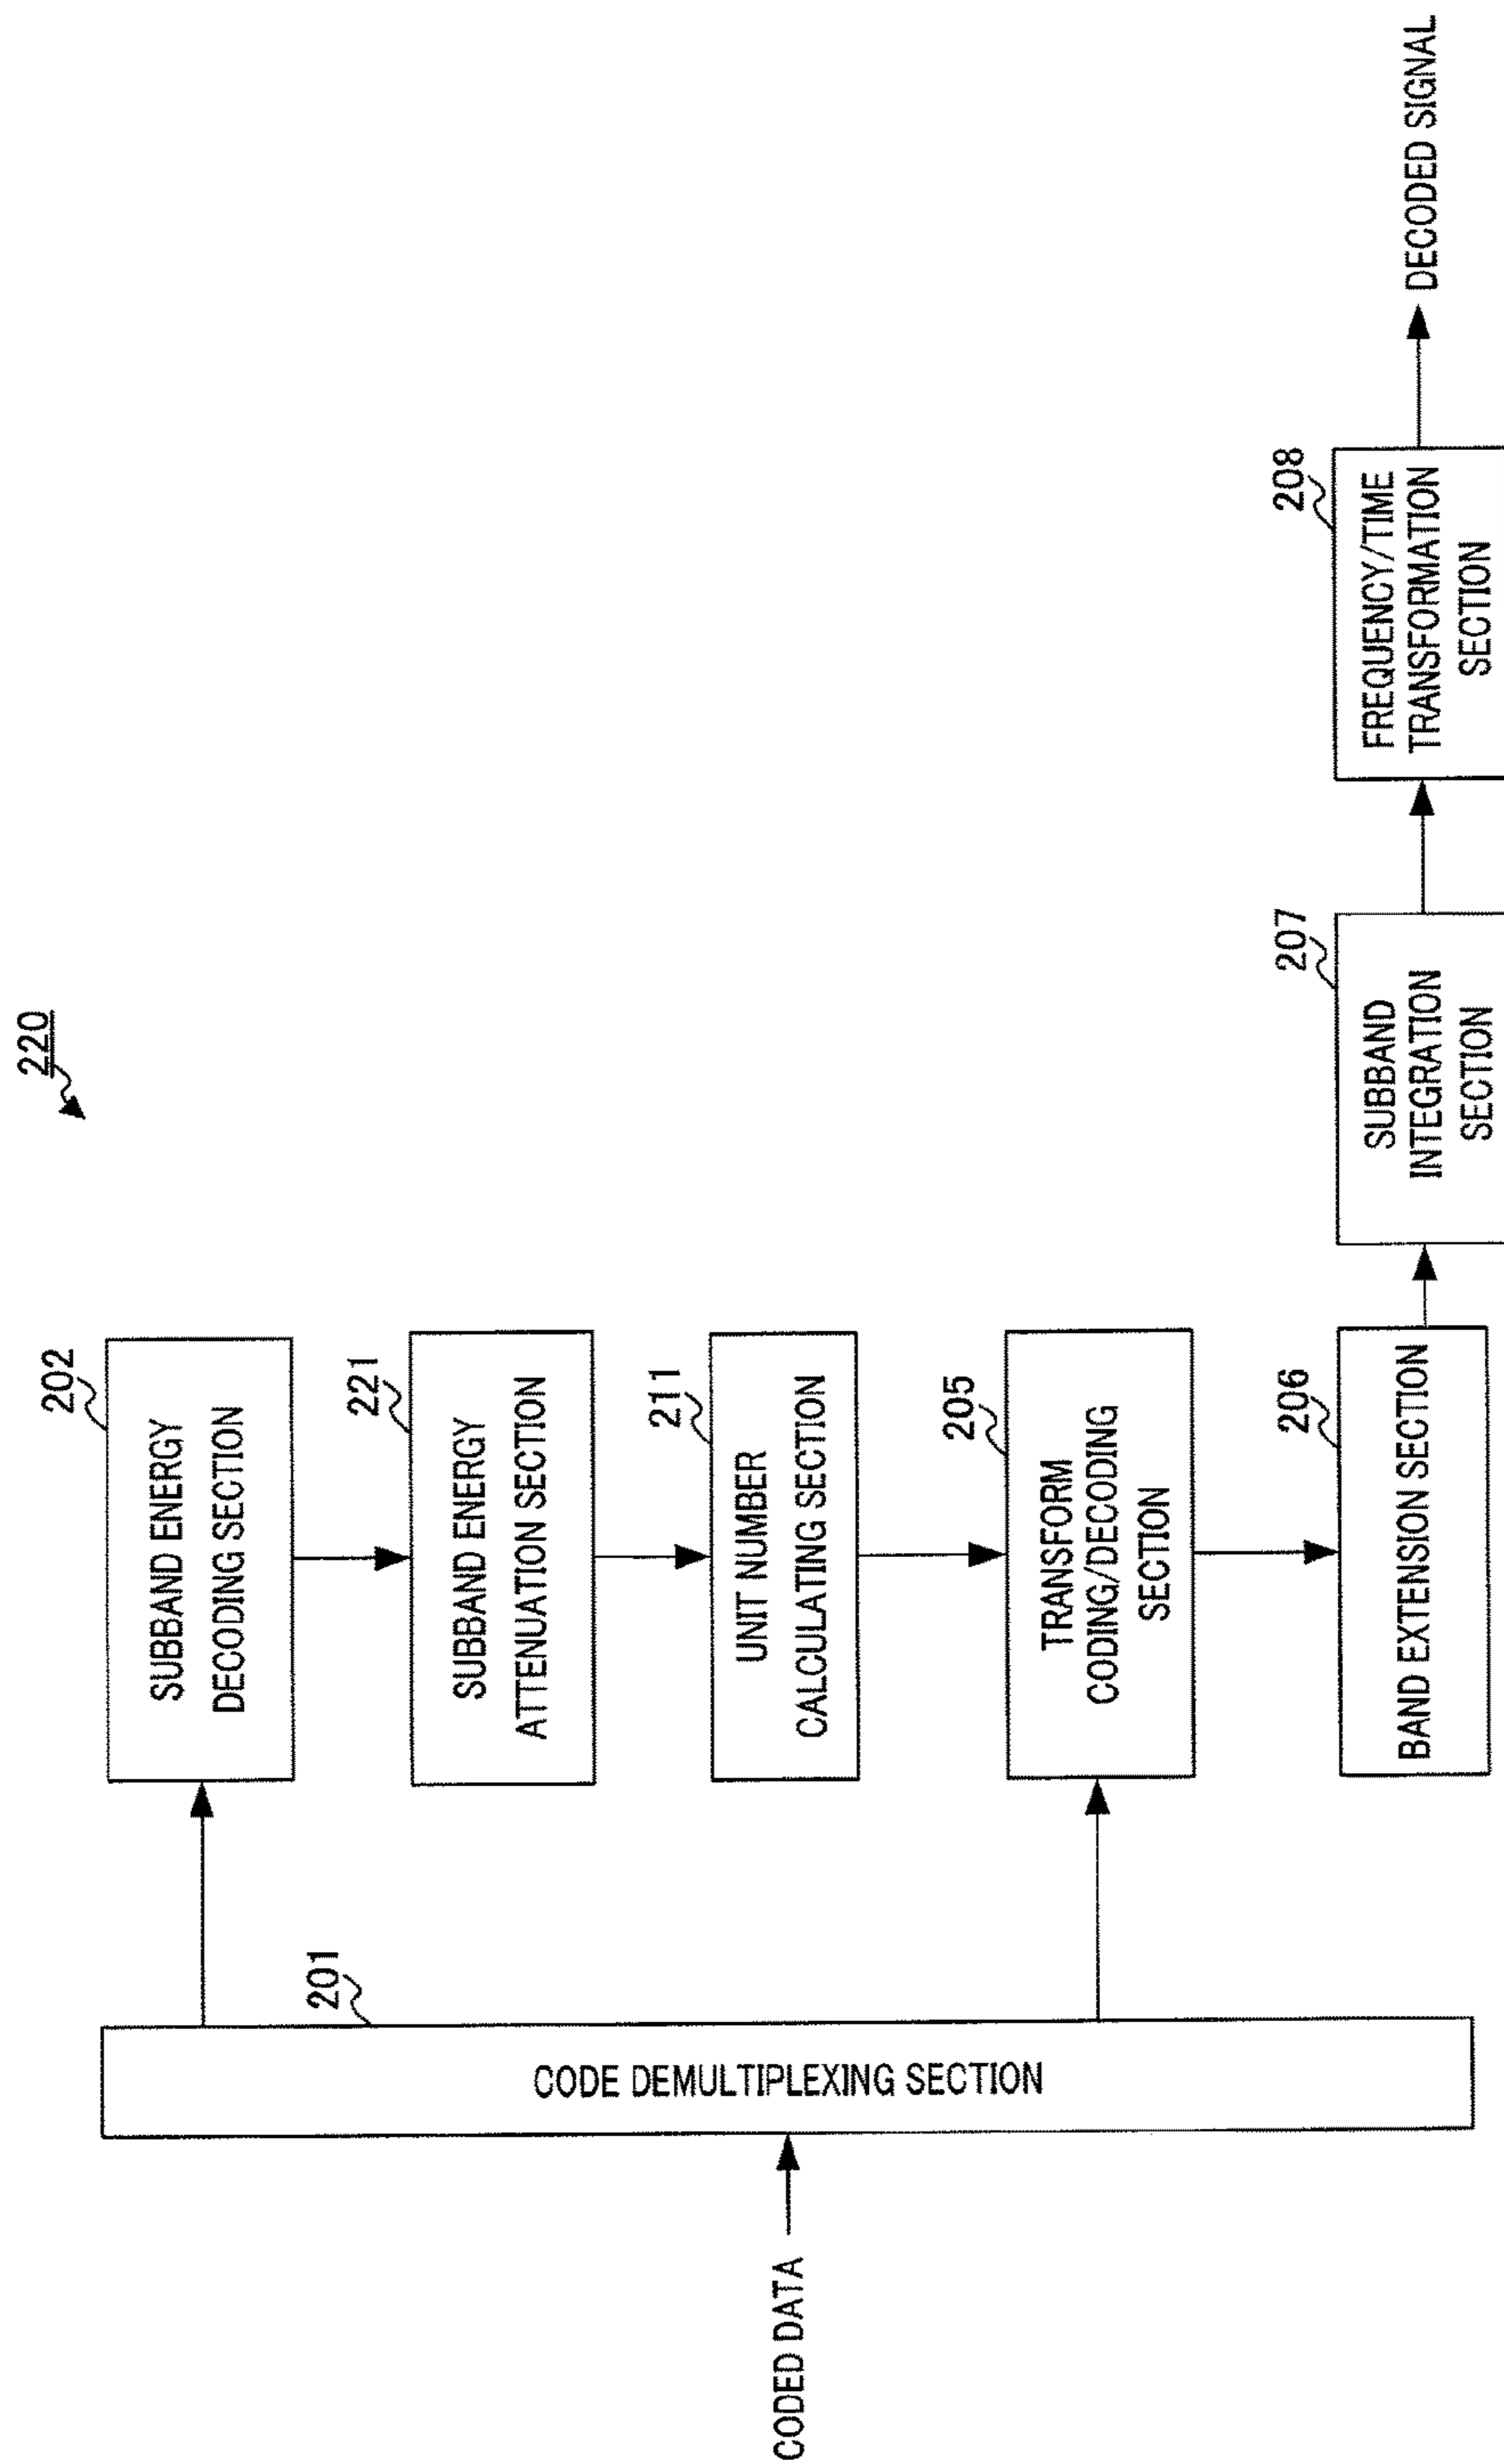 220
202
SUBBAND ENERGY
DECODING SECTION
221
SUBBAND ENERGY
ATTENUATION SECTION
211
UNIT NUMBER
CALCULATING SECTION
201
CODE DEMULTIPLEXING SECTION
CODED DATA
205
TRANSFORM
CODING/DECODING
SECTION
206
BAND EXTENSION SECTION
207
SUBBAND
INTEGRATION
SECTION
208
FREQUENCY/TIME
TRANSFORMATION
SECTION
DECODED SIGNAL